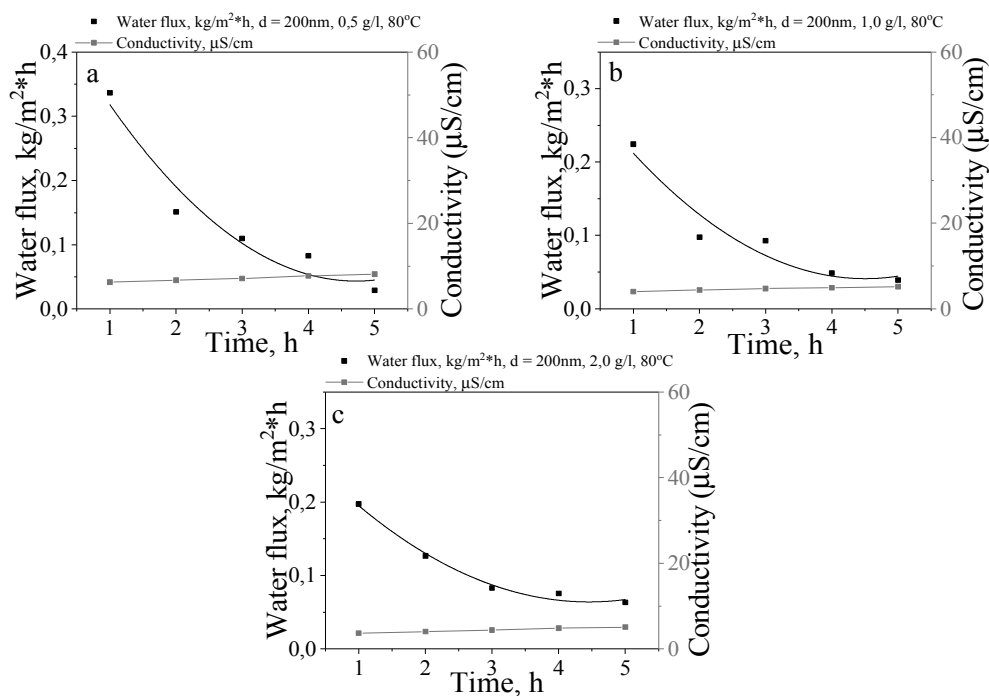 Water flux, kg/m²*h, d = 200nm, 0,5 g/l, 80°C
Conductivity, µS/cm
a
0,4
0,3
0,2
0,1
0,0
Water flux, kg/m²*h
60
40
20
0
Conductivity (µS/cm)
1 2 3 4 5
Time, h
Water flux, kg/m²*h, d = 200nm, 1,0 g/l, 80°C
Conductivity, µS/cm
b
0,3
0,2
0,1
0,0
Water flux, kg/m²*h
60
40
20
0
Conductivity (µS/cm)
1 2 3 4 5
Time, h
Water flux, kg/m²*h, d = 200nm, 2,0 g/l, 80°C
Conductivity, µS/cm
c
0,3
0,2
0,1
0,0
Water flux, kg/m²*h
60
40
20
0
Conductivity (µS/cm)
1 2 3 4 5
Time, h